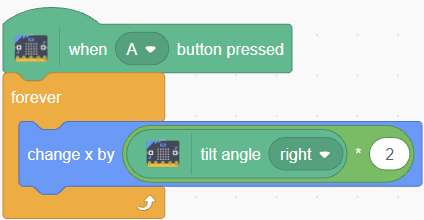 when A button pressed
forever
change x by tilt angle right * 2